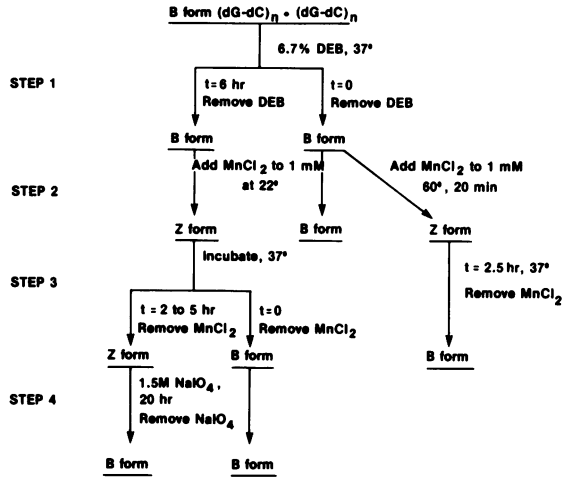 B form (dG-dC)n • (dG-dC)n
6.7% DEB, 37°
STEP 1
t=6 hr
Remove DEB
t=0
Remove DEB
B form
B form
Add MnCl2 to 1 mM
at 22°
Add MnCl2 to 1 mM
60°, 20 min
STEP 2
Z form
B form
Z form
Incubate, 37°
STEP 3
t = 2.5 hr, 37°
Remove MnCl2
t = 2 to 5 hr
Remove MnCl2
t=0
Remove MnCl2
Z form
B form
B form
STEP 4
1.5M NaIO4,
20 hr
Remove NaIO4
B form
B form